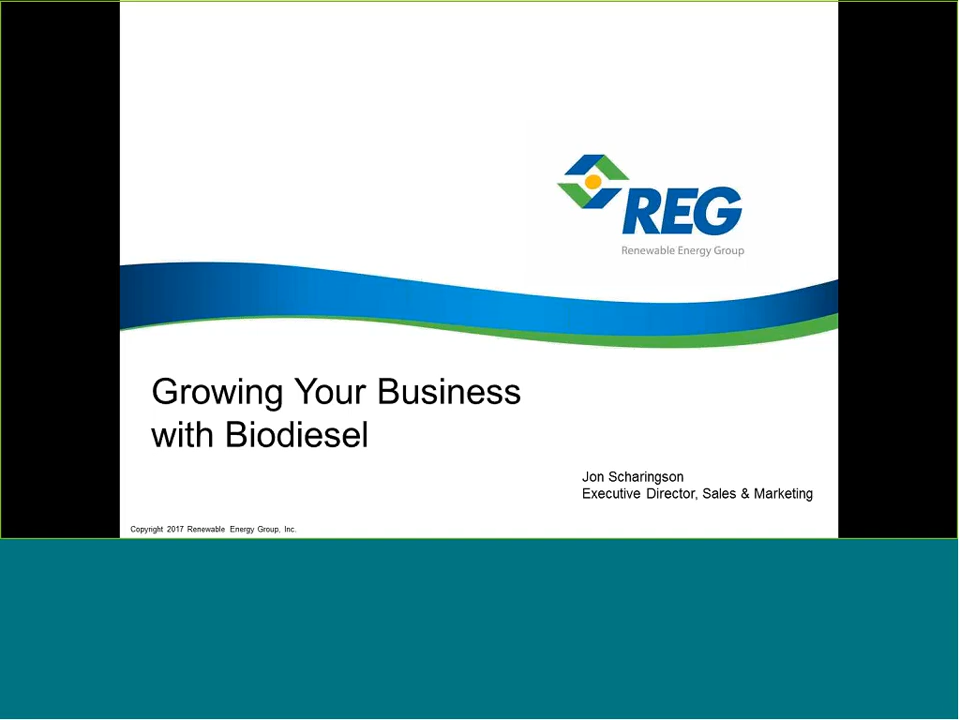 REG
Renewable Energy Group
Growing Your Business
with Biodiesel
Jon Scharingson
Executive Director, Sales & Marketing
Copyright 2017 Renewable Energy Group, Inc.